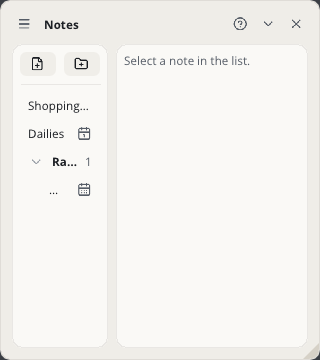 Notes
Select a note in the list.
Shopping...
Dailies
Ra... 1
...